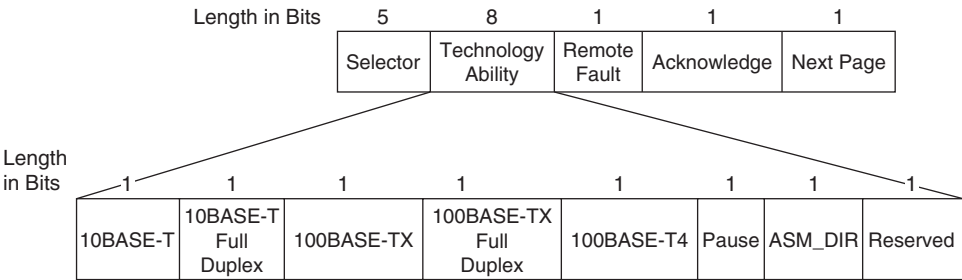 Length in Bits 5 8 1 1 1
Selector Technology Ability Remote Fault Acknowledge Next Page
Length in Bits 1 1 1 1 1 1 1 1
10BASE-T 10BASE-T Full Duplex 100BASE-TX 100BASE-TX Full Duplex 100BASE-T4 Pause ASM_DIR Reserved